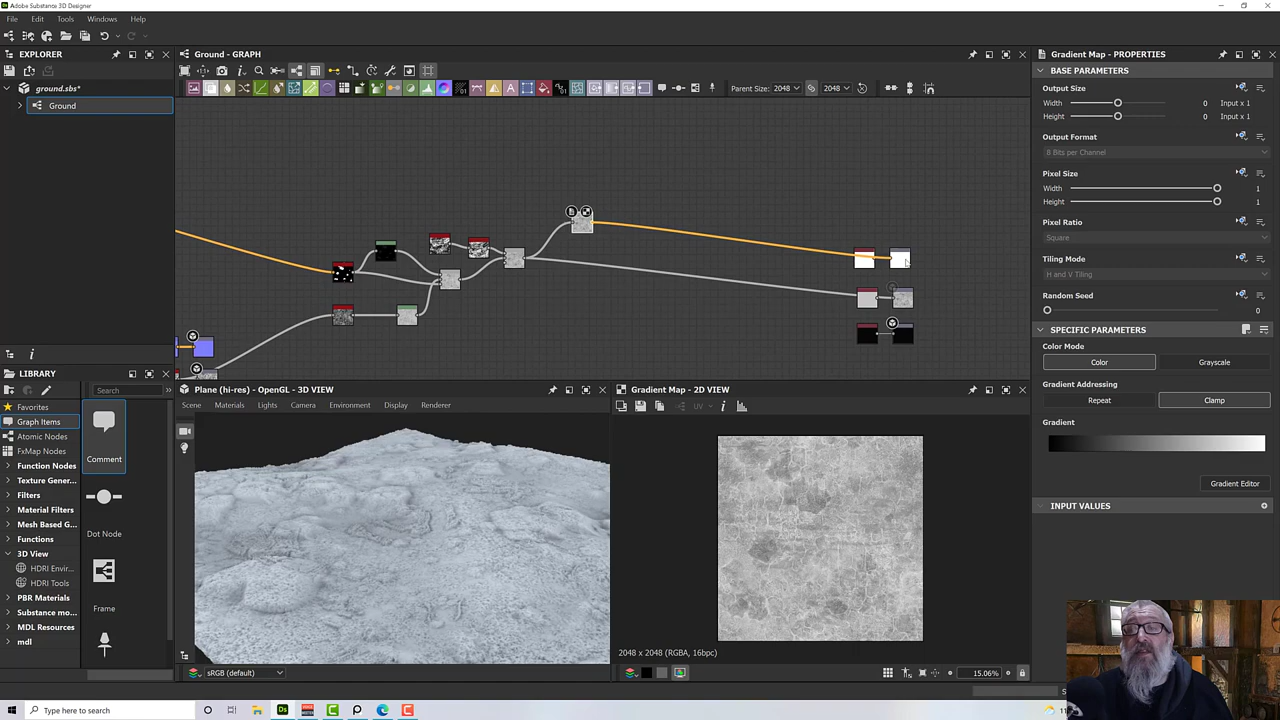 Adobe Substance 3D Designer
File Edit Tools Windows Help
EXPLORER
ground.sbs*
Ground
Ground - GRAPH
Parent Size: 2048
2048
LIBRARY
Search
Favorites
Graph Items
Atomic Nodes
FxMap Nodes
Function Nodes
Texture Gener...
Filters
Material Filters
Mesh Based G...
Functions
3D View
HDRI Envir...
HDRI Tools
PBR Materials
Substance mo...
MDL Resources
mdl
Comment
Dot Node
Frame
Plane (hi-res) - OpenGL - 3D VIEW
Scene Materials Lights Camera Environment Display Renderer
sRGB (default)
Gradient Map - 2D VIEW
UV
2048 x 2048 (RGBA, 16bpc)
15.06%
Gradient Map - PROPERTIES
BASE PARAMETERS
Output Size
Width 0 Input x 1
Height 0 Input x 1
Output Format
8 Bits per Channel
Pixel Size
Width 1
Height 1
Pixel Ratio
Square
Tiling Mode
H and V Tiling
Random Seed
0
SPECIFIC PARAMETERS
Color Mode
Color Grayscale
Gradient Addressing
Repeat Clamp
Gradient
Gradient Editor
INPUT VALUES
Type here to search